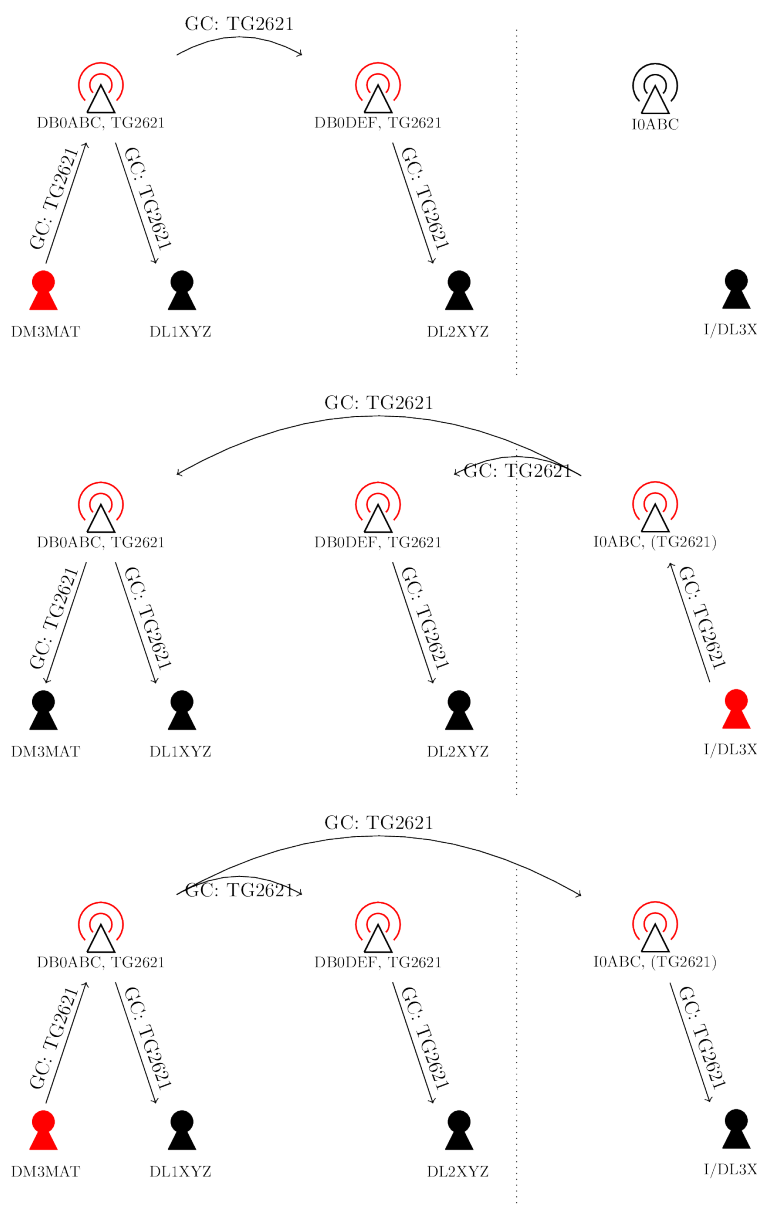 GC: TG2621
DB0ABC, TG2621
DB0DEF, TG2621
I0ABC
GC: TG2621
GC: TG2621
GC: TG2621
DM3MAT
DL1XYZ
DL2XYZ
I/DL3X
GC: TG2621
GC: TG2621
DB0ABC, TG2621
DB0DEF, TG2621
I0ABC, (TG2621)
GC: TG2621
GC: TG2621
GC: TG2621
GC: TG2621
DM3MAT
DL1XYZ
DL2XYZ
I/DL3X
GC: TG2621
GC: TG2621
DB0ABC, TG2621
DB0DEF, TG2621
I0ABC, (TG2621)
GC: TG2621
GC: TG2621
GC: TG2621
GC: TG2621
DM3MAT
DL1XYZ
DL2XYZ
I/DL3X